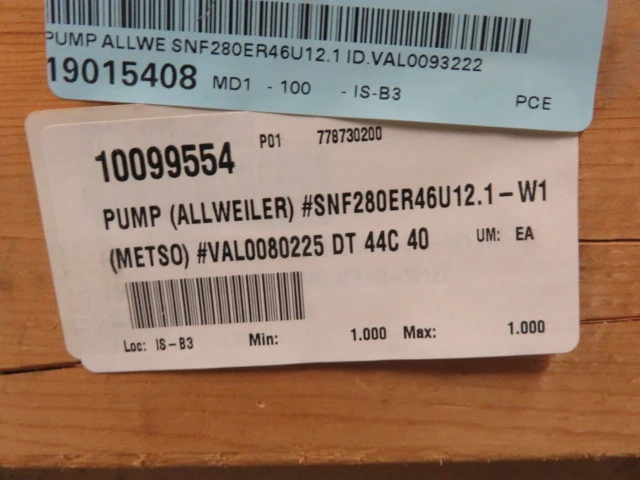 PUMP ALLWE SNF280ER46U12.1 ID.VAL0093222
19015408 MD1 - 100 - IS-B3 PCE
10099554 P01 778730200
PUMP (ALLWEILER) #SNF280ER46U12.1-W1
(METSO) #VAL0080225 DT 44C 40 UM: EA
Loc: IS-B3 Min: 1.000 Max: 1.000